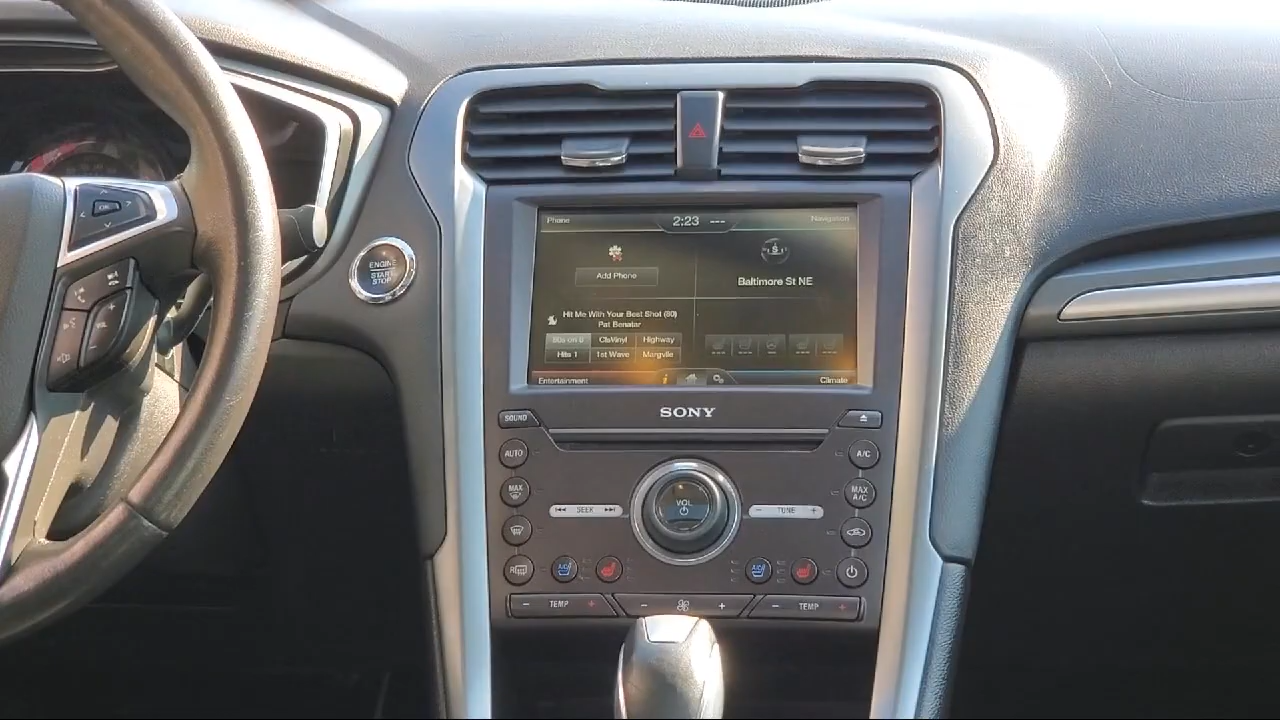 OK
VOL
ENGINE
START
STOP
Phone
2:23 ---
Navigation
Add Phone
Baltimore St NE
Hit Me With Your Best Shot (80)
Pat Benatar
80s on 8 ClsVinyl Highway
Hits 1 1st Wave Margvlle
Entertainment
Climate
SONY
SOUND
AUTO
A/C
MAX
MAX
A/C
SEEK
VOL
TUNE
R
A/C
A/C
- TEMP +
- +
- TEMP +